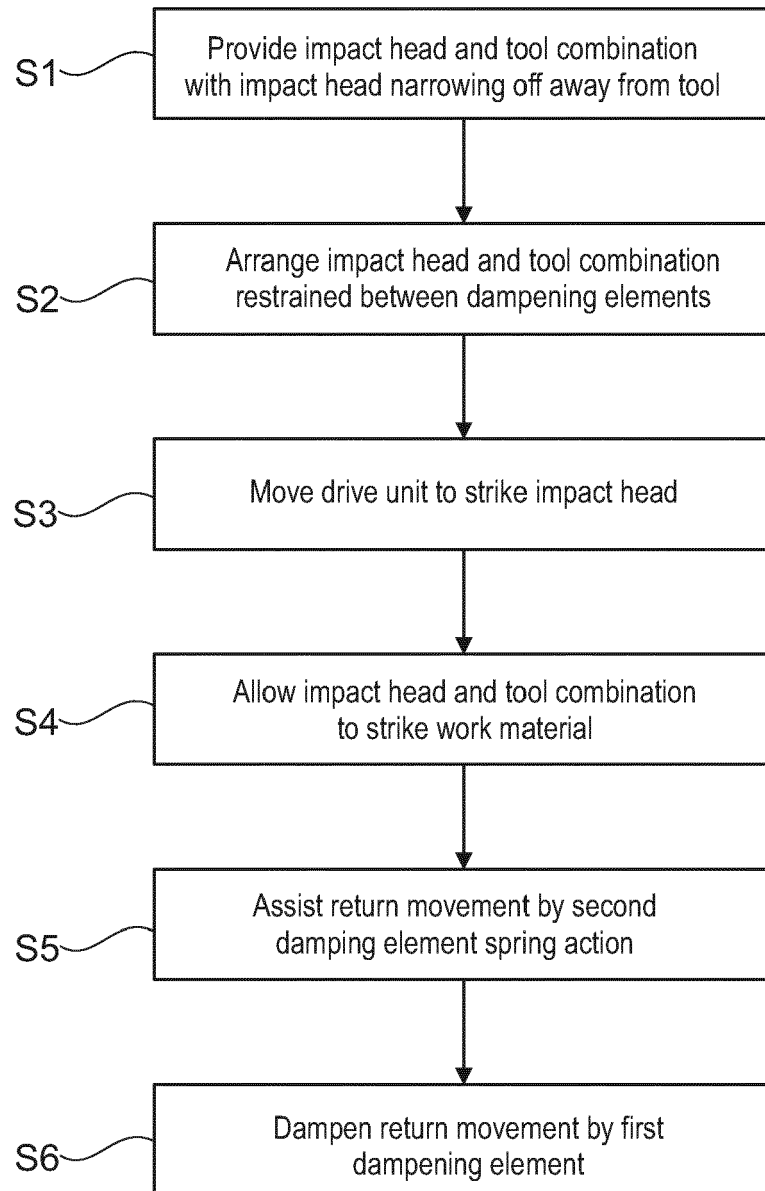 S1
Provide impact head and tool combination
with impact head narrowing off away from tool
S2
Arrange impact head and tool combination
restrained between dampening elements
S3
Move drive unit to strike impact head
S4
Allow impact head and tool combination
to strike work material
S5
Assist return movement by second
damping element spring action
S6
Dampen return movement by first
dampening element